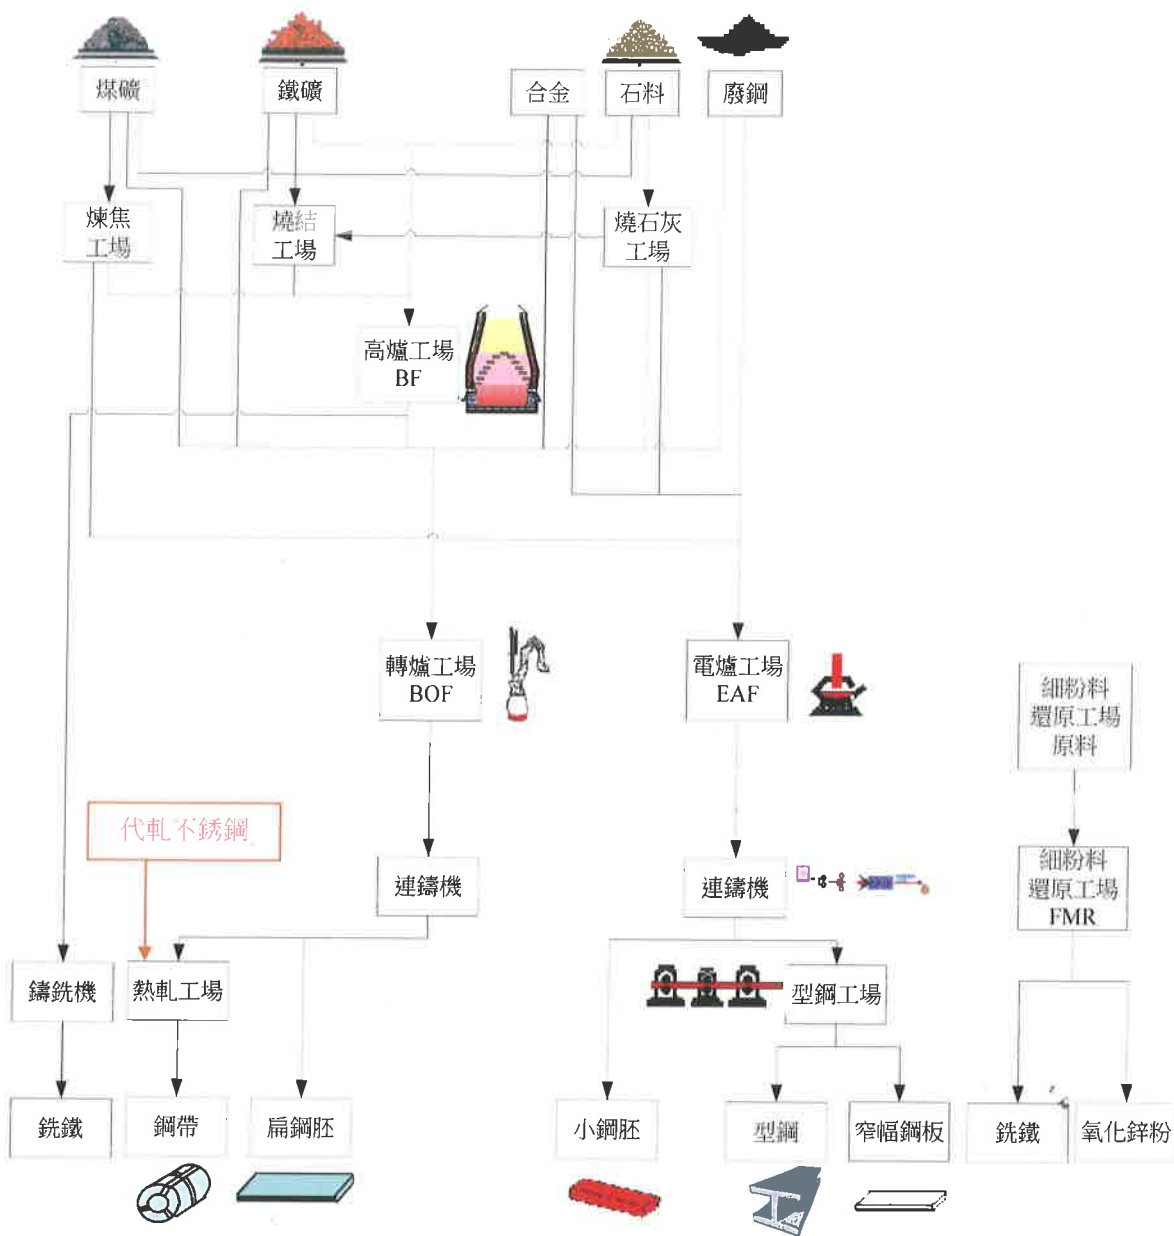 煤礦
鐵礦
合金
石料
廢鋼
煉焦
工場
燒結
工場
燒石灰
工場
高爐工場
BF
轉爐工場
BOF
電爐工場
EAF
細粉料
還原工場
原料
代軋不銹鋼
連鑄機
連鑄機
細粉料
還原工場
FMR
鑄銑機
熱軋工場
型鋼工場
銑鐵
鋼帶
扁鋼胚
小鋼胚
型鋼
窄幅鋼板
銑鐵
氧化鋅粉